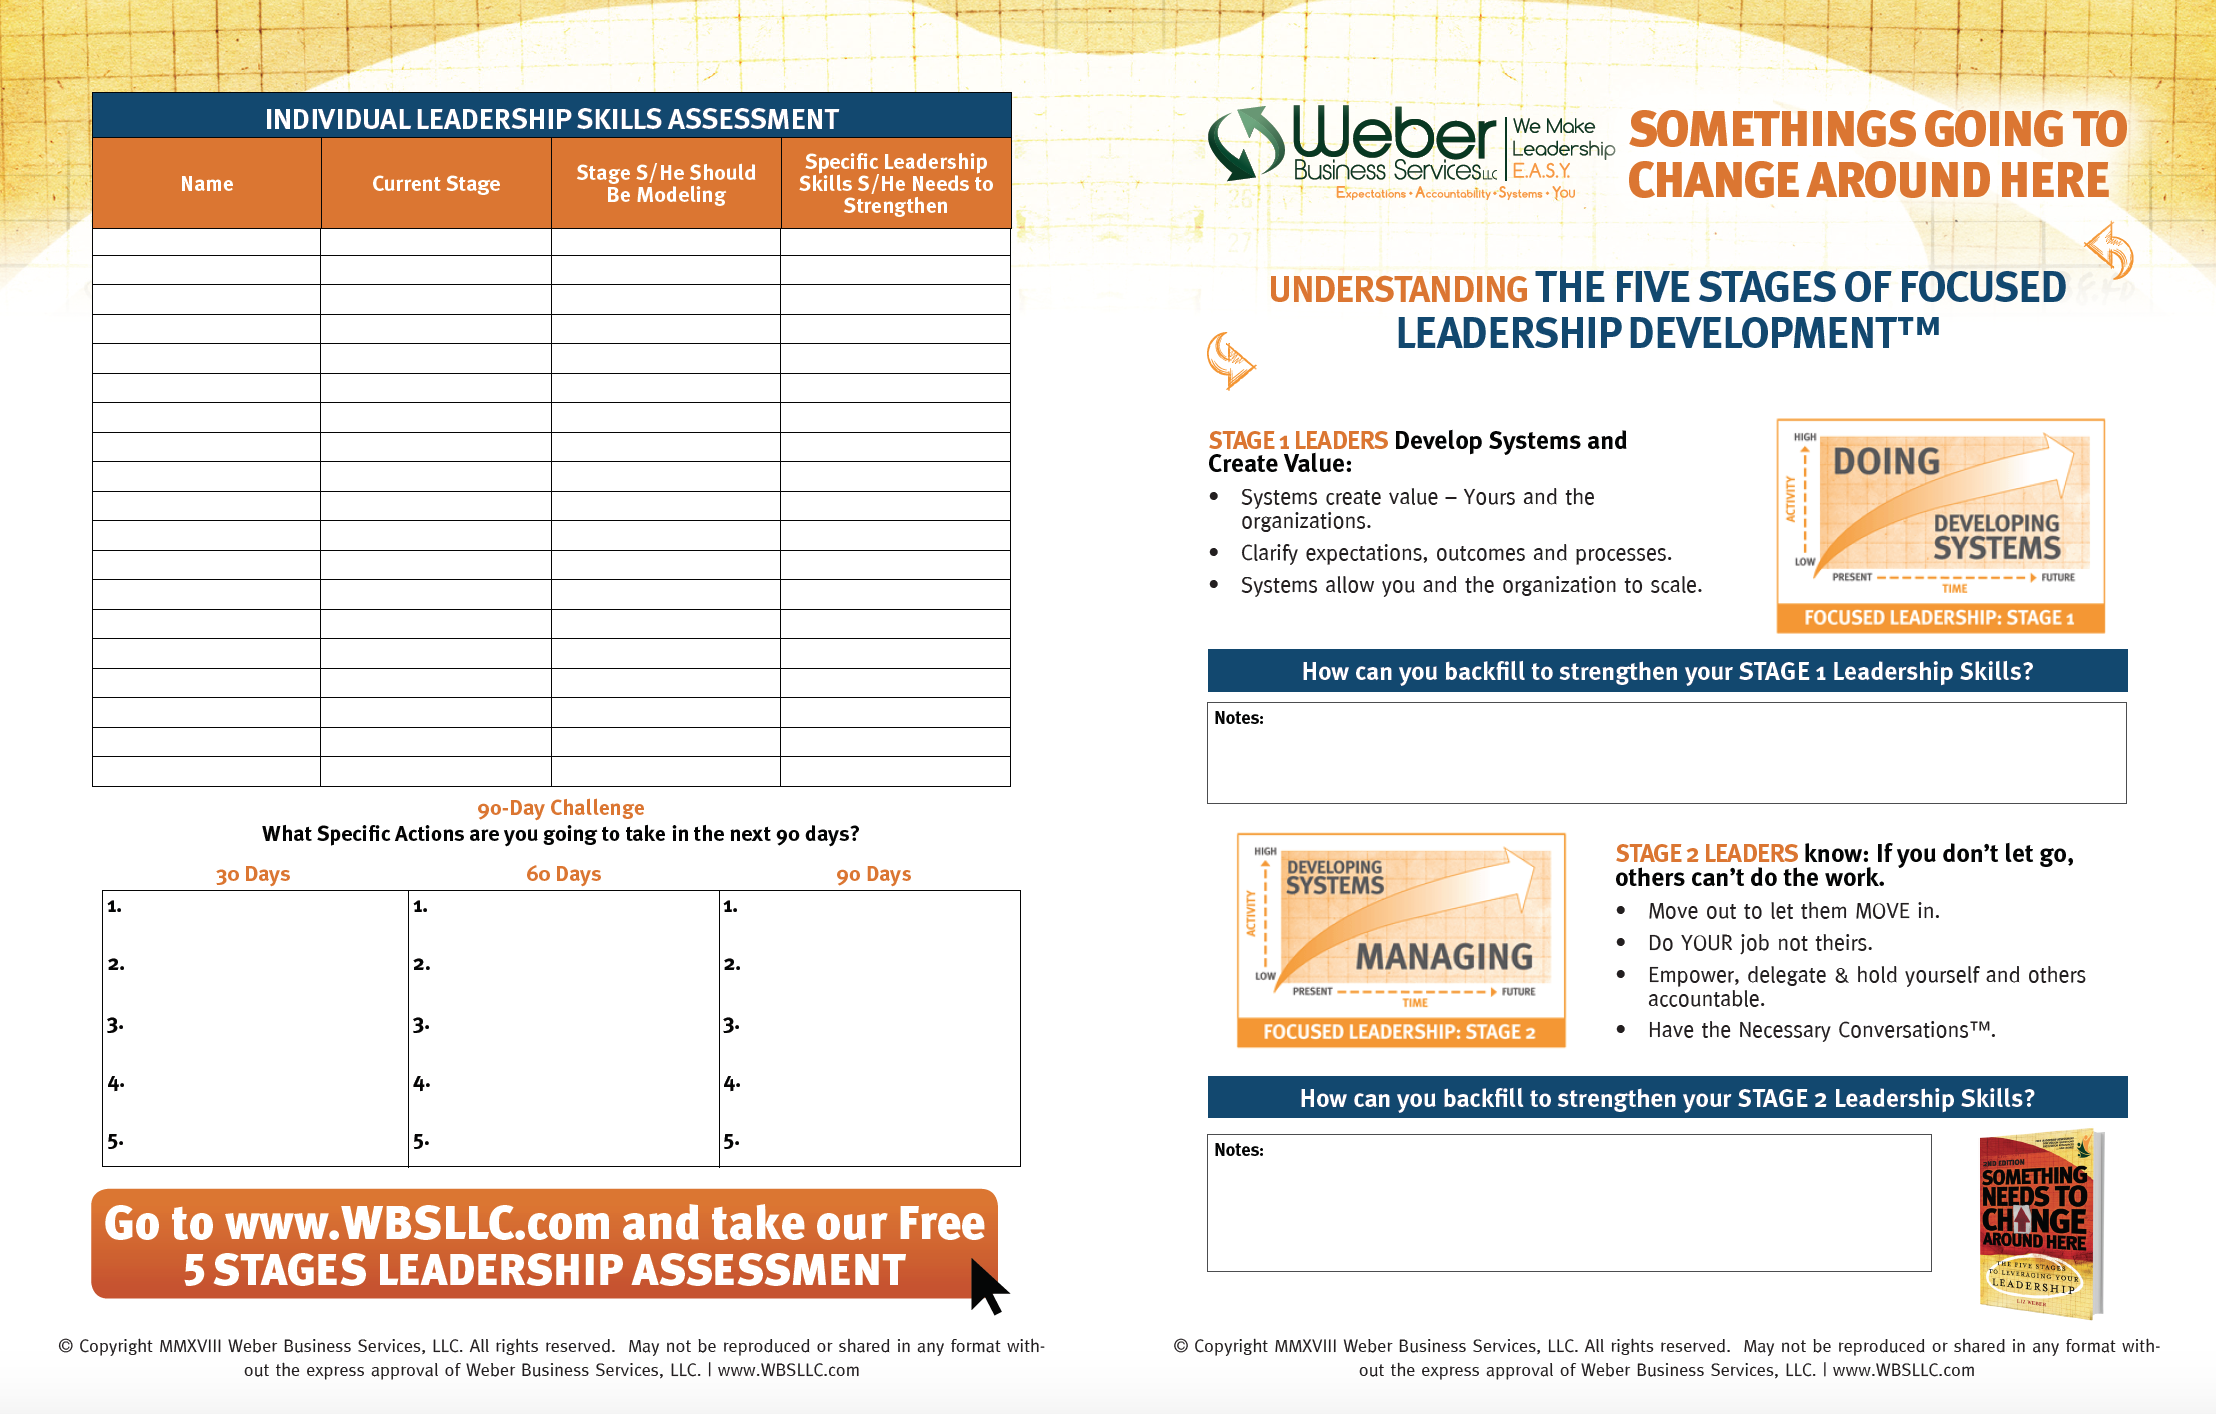 INDIVIDUAL LEADERSHIP SKILLS ASSESSMENT
Name
Current Stage
Stage S/He Should
Be Modeling
Specific Leadership
Skills S/He Needs to
Strengthen
90-Day Challenge
What Specific Actions are you going to take in the next 90 days?
30 Days
60 Days
90 Days
1.
2.
3.
4.
5.
1.
2.
3.
4.
5.
1.
2.
3.
4.
5.
Go to www.WBSLLC.com and take our Free
5 STAGES LEADERSHIP ASSESSMENT
© Copyright MMXVIII Weber Business Services, LLC. All rights reserved.  May not be reproduced or shared in any format with-
out the express approval of Weber Business Services, LLC. | www.WBSLLC.com
Weber
Business Services LLC
We Make
Leadership
E.A.S.Y.
Expectations • Accountability • Systems • You
SOMETHINGS GOING TO
CHANGE AROUND HERE
26
27
UNDERSTANDING THE FIVE STAGES OF FOCUSED
LEADERSHIP DEVELOPMENT™
STAGE 1 LEADERS Develop Systems and
Create Value:
• Systems create value – Yours and the
organizations.
• Clarify expectations, outcomes and processes.
• Systems allow you and the organization to scale.
HIGH
ACTIVITY
LOW
DOING
DEVELOPING
SYSTEMS
PRESENT
FUTURE
TIME
FOCUSED LEADERSHIP: STAGE 1
How can you backfill to strengthen your STAGE 1 Leadership Skills?
Notes:
HIGH
ACTIVITY
LOW
DEVELOPING
SYSTEMS
MANAGING
PRESENT
FUTURE
TIME
FOCUSED LEADERSHIP: STAGE 2
STAGE 2 LEADERS know: If you don’t let go,
others can’t do the work.
• Move out to let them MOVE in.
• Do YOUR job not theirs.
• Empower, delegate & hold yourself and others
accountable.
• Have the Necessary Conversations™.
How can you backfill to strengthen your STAGE 2 Leadership Skills?
Notes:
2ND EDITION
SOMETHING
NEEDS TO
CHANGE
AROUND HERE
THE FIVE STAGES
TO LEVERAGING YOUR
LEADERSHIP
LIZ WEBER
© Copyright MMXVIII Weber Business Services, LLC. All rights reserved.  May not be reproduced or shared in any format with-
out the express approval of Weber Business Services, LLC. | www.WBSLLC.com